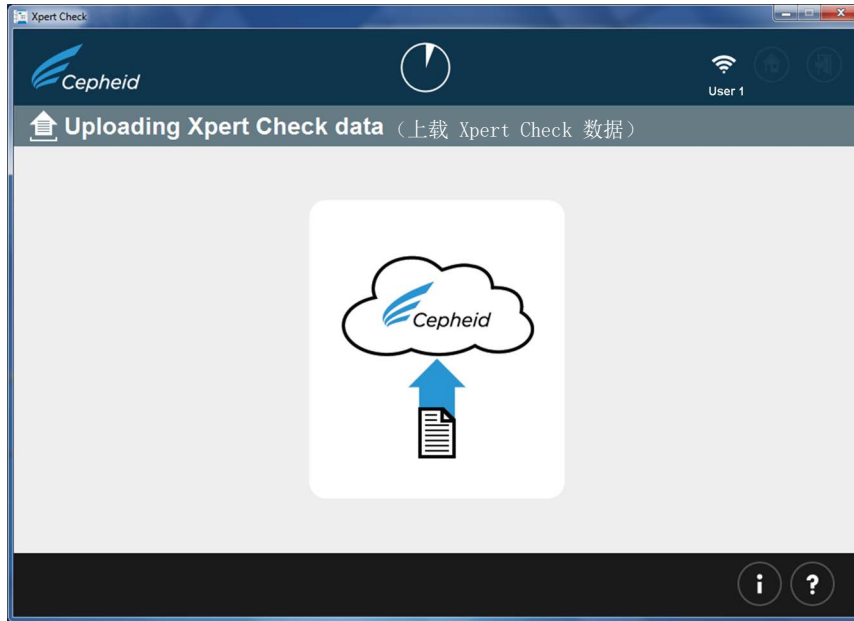 Xpert Check
Cepheid
User 1
Uploading Xpert Check data（上载 Xpert Check 数据）
Cepheid
i ?